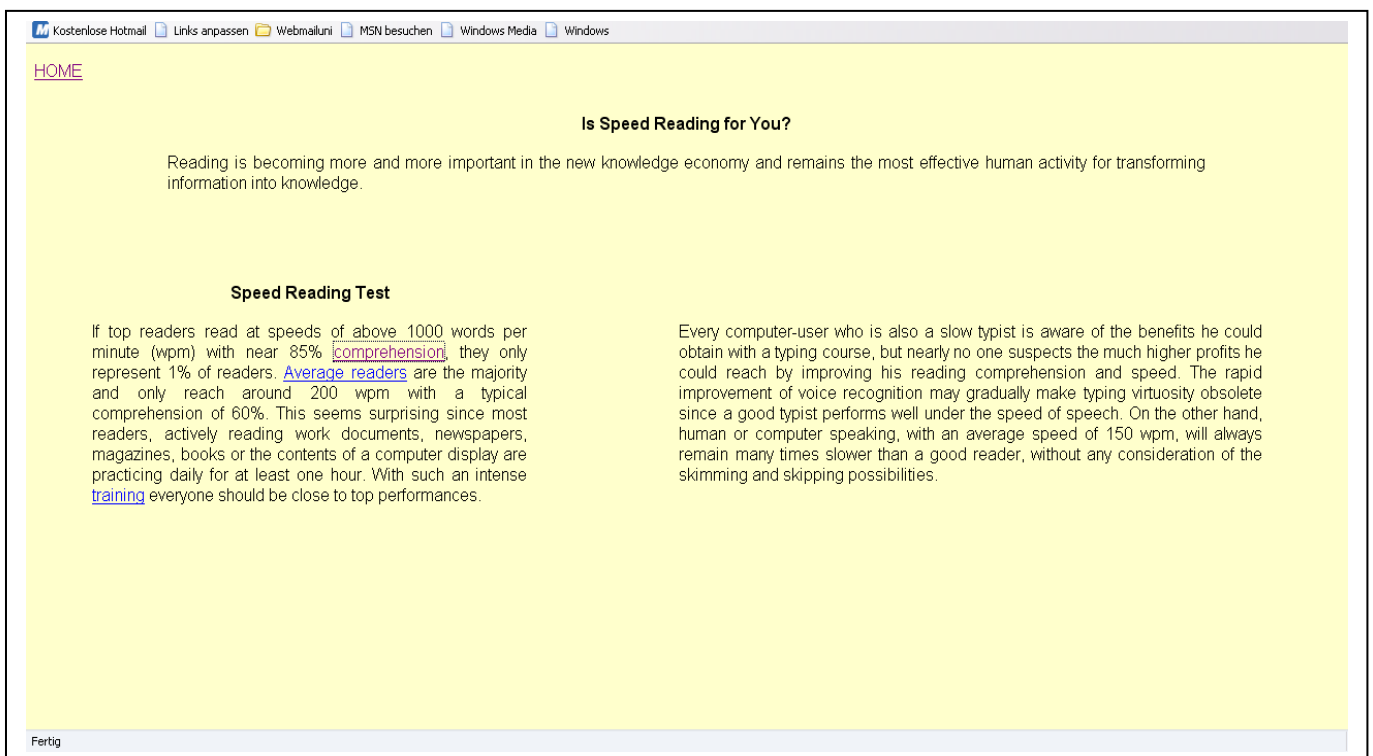 Kostenlose Hotmail Links anpassen Webmailuni MSN besuchen Windows Media Windows
HOME
Is Speed Reading for You?
Reading is becoming more and more important in the new knowledge economy and remains the most effective human activity for transforming
information into knowledge.
Speed Reading Test
If top readers read at speeds of above 1000 words per
minute (wpm) with near 85% comprehension, they only
represent 1% of readers. Average readers are the majority
and only reach around 200 wpm with a typical
comprehension of 60%. This seems surprising since most
readers, actively reading work documents, newspapers,
magazines, books or the contents of a computer display are
practicing daily for at least one hour. With such an intense
training everyone should be close to top performances.
Every computer-user who is also a slow typist is aware of the benefits he could
obtain with a typing course, but nearly no one suspects the much higher profits he
could reach by improving his reading comprehension and speed. The rapid
improvement of voice recognition may gradually make typing virtuosity obsolete
since a good typist performs well under the speed of speech. On the other hand,
human or computer speaking, with an average speed of 150 wpm, will always
remain many times slower than a good reader, without any consideration of the
skimming and skipping possibilities.
Fertig